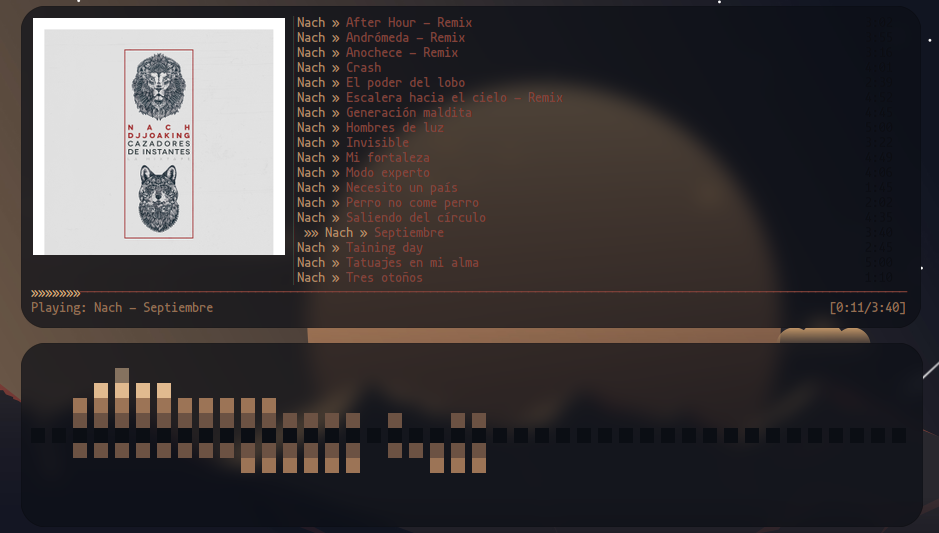 N A C H
DJJOAKING
CAZADORES
DE INSTANTES
Nach » After Hour – Remix
Nach » Andrómeda – Remix
Nach » Anochece – Remix
Nach » Crash
Nach » El poder del lobo
Nach » Escalera hacia el cielo – Remix
Nach » Generación maldita
Nach » Hombres de luz
Nach » Invisible
Nach » Mi fortaleza
Nach » Modo experto
Nach » Necesito un país
Nach » Perro no come perro
Nach » Saliendo del círculo
»» Nach » Septiembre
Nach » Taining day
Nach » Tatuajes en mi alma
Nach » Tres otoños
»»»»»»»
Playing: Nach – Septiembre [0:11/3:40]